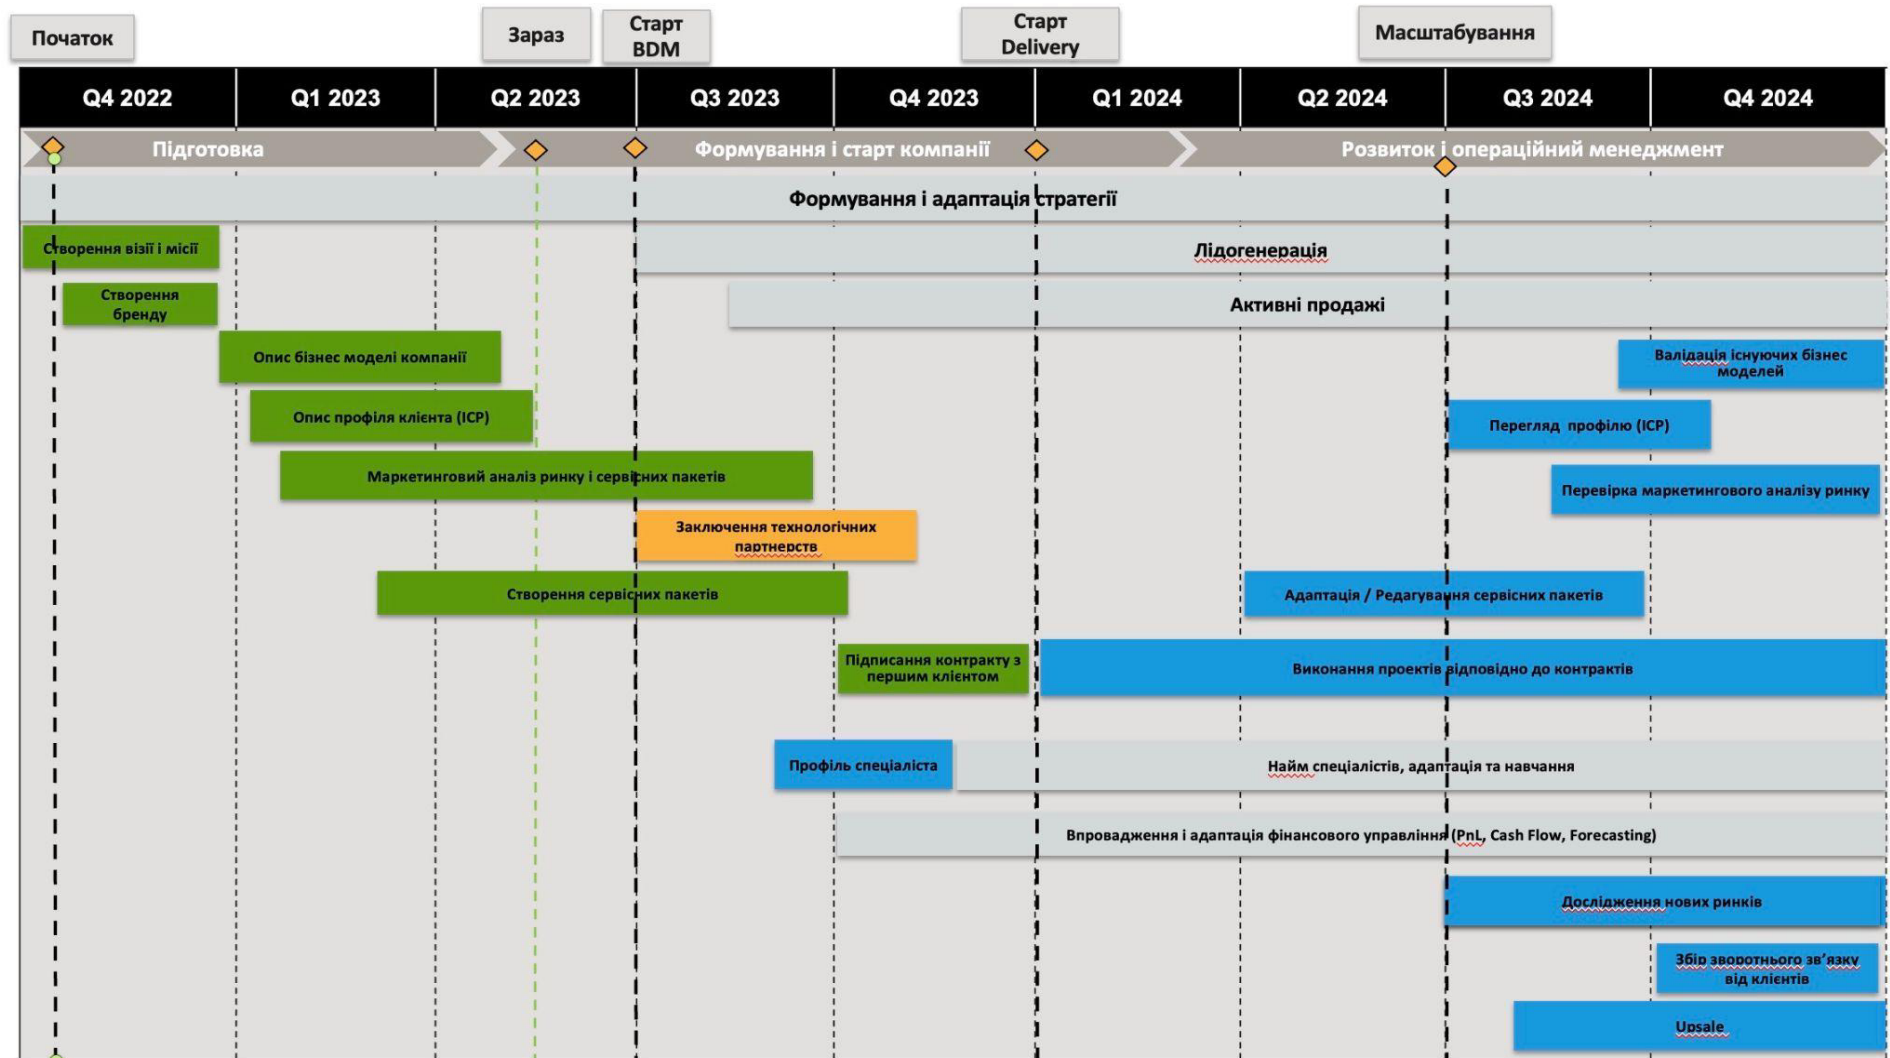 Початок
Зараз
Старт
BDM
Старт
Delivery
Масштабування
Q4 2022
Q1 2023
Q2 2023
Q3 2023
Q4 2023
Q1 2024
Q2 2024
Q3 2024
Q4 2024
Підготовка
Формування і старт компанії
Розвиток і операційний менеджмент
Формування і адаптація стратегії
Створення візії і місії
Лідогенерація
Створення
бренду
Активні продажі
Опис бізнес моделі компанії
Валідація існуючих бізнес
моделей
Опис профіля клієнта (ICP)
Перегляд профілю (ICP)
Маркетинговий аналіз ринку і сервісних пакетів
Перевірка маркетингового аналізу ринку
Заключення технологічних
партнерств
Створення сервісних пакетів
Адаптація / Редагування сервісних пакетів
Підписання контракту з
першим клієнтом
Виконання проектів відповідно до контрактів
Профіль спеціаліста
Найм спеціалістів, адаптація та навчання
Впровадження і адаптація фінансового управління (PnL, Cash Flow, Forecasting)
Дослідження нових ринків
Збір зворотнього зв’язку
від клієнтів
Upsale